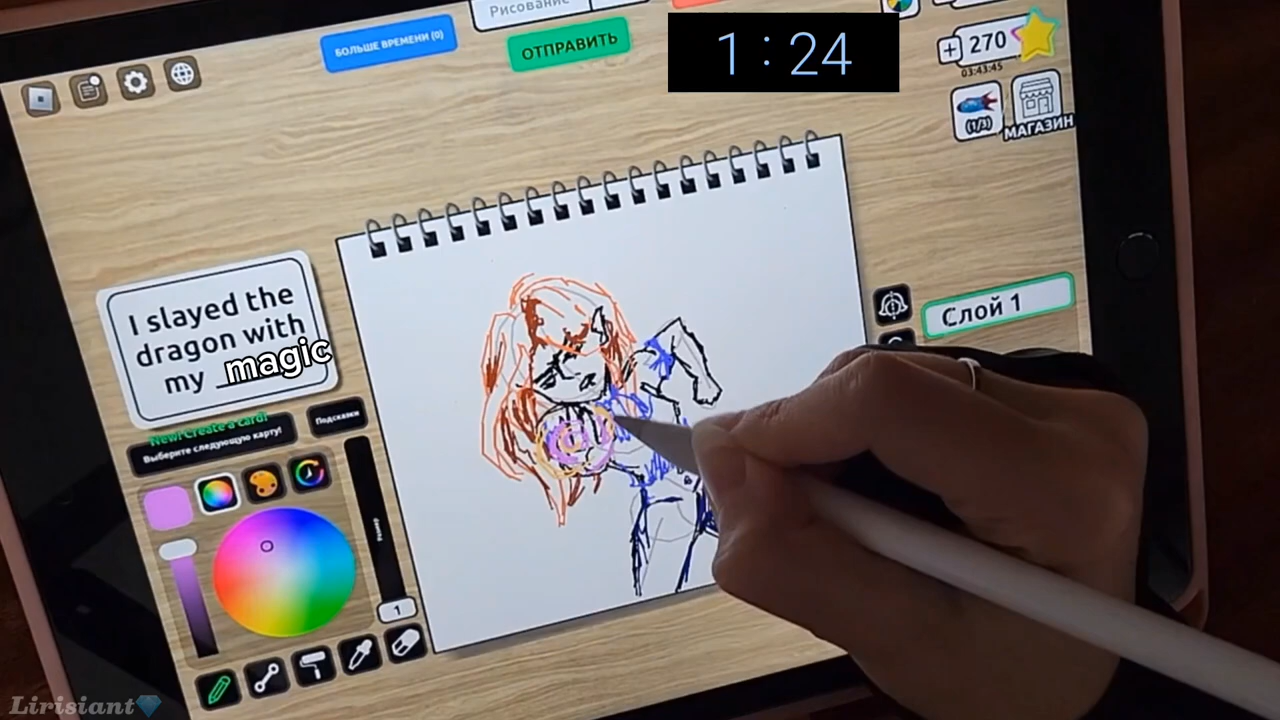 Рисование
БОЛЬШЕ ВРЕМЕНИ (0)
ОТПРАВИТЬ
1:24
270
03:43:45
(1/3)
МАГАЗИН
I slayed the
dragon with
my _magic
New! Create a card!
Выберите следующую карту!
Подсказки
Слой 1
1
Lirisiant